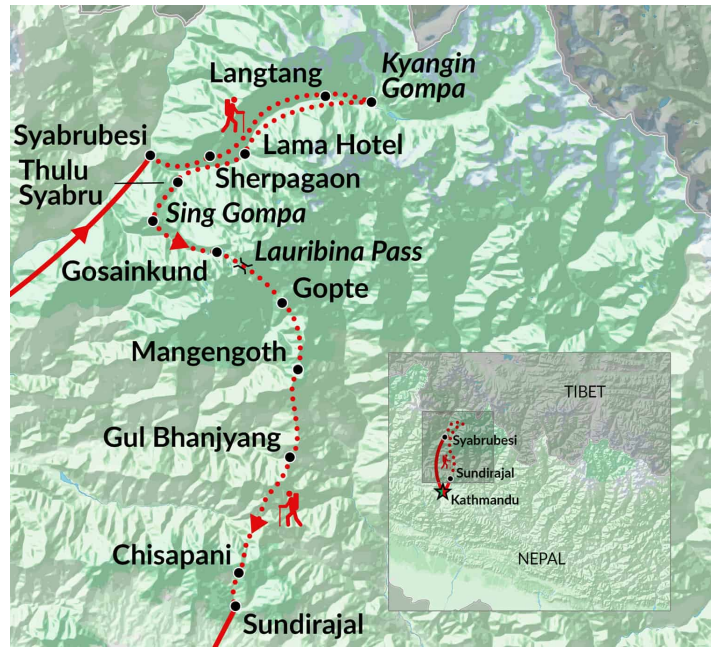 Kyangin
Gompa
Langtang
Syabrubesi
Lama Hotel
Thulu
Syabru
Sherpagaon
Sing Gompa
Lauribina Pass
Gosainkund
Gopte
Mangengoth
TIBET
Syabrubesi
Gul Bhanjyang
Sundirajal
Kathmandu
Chisapani
NEPAL
Sundirajal